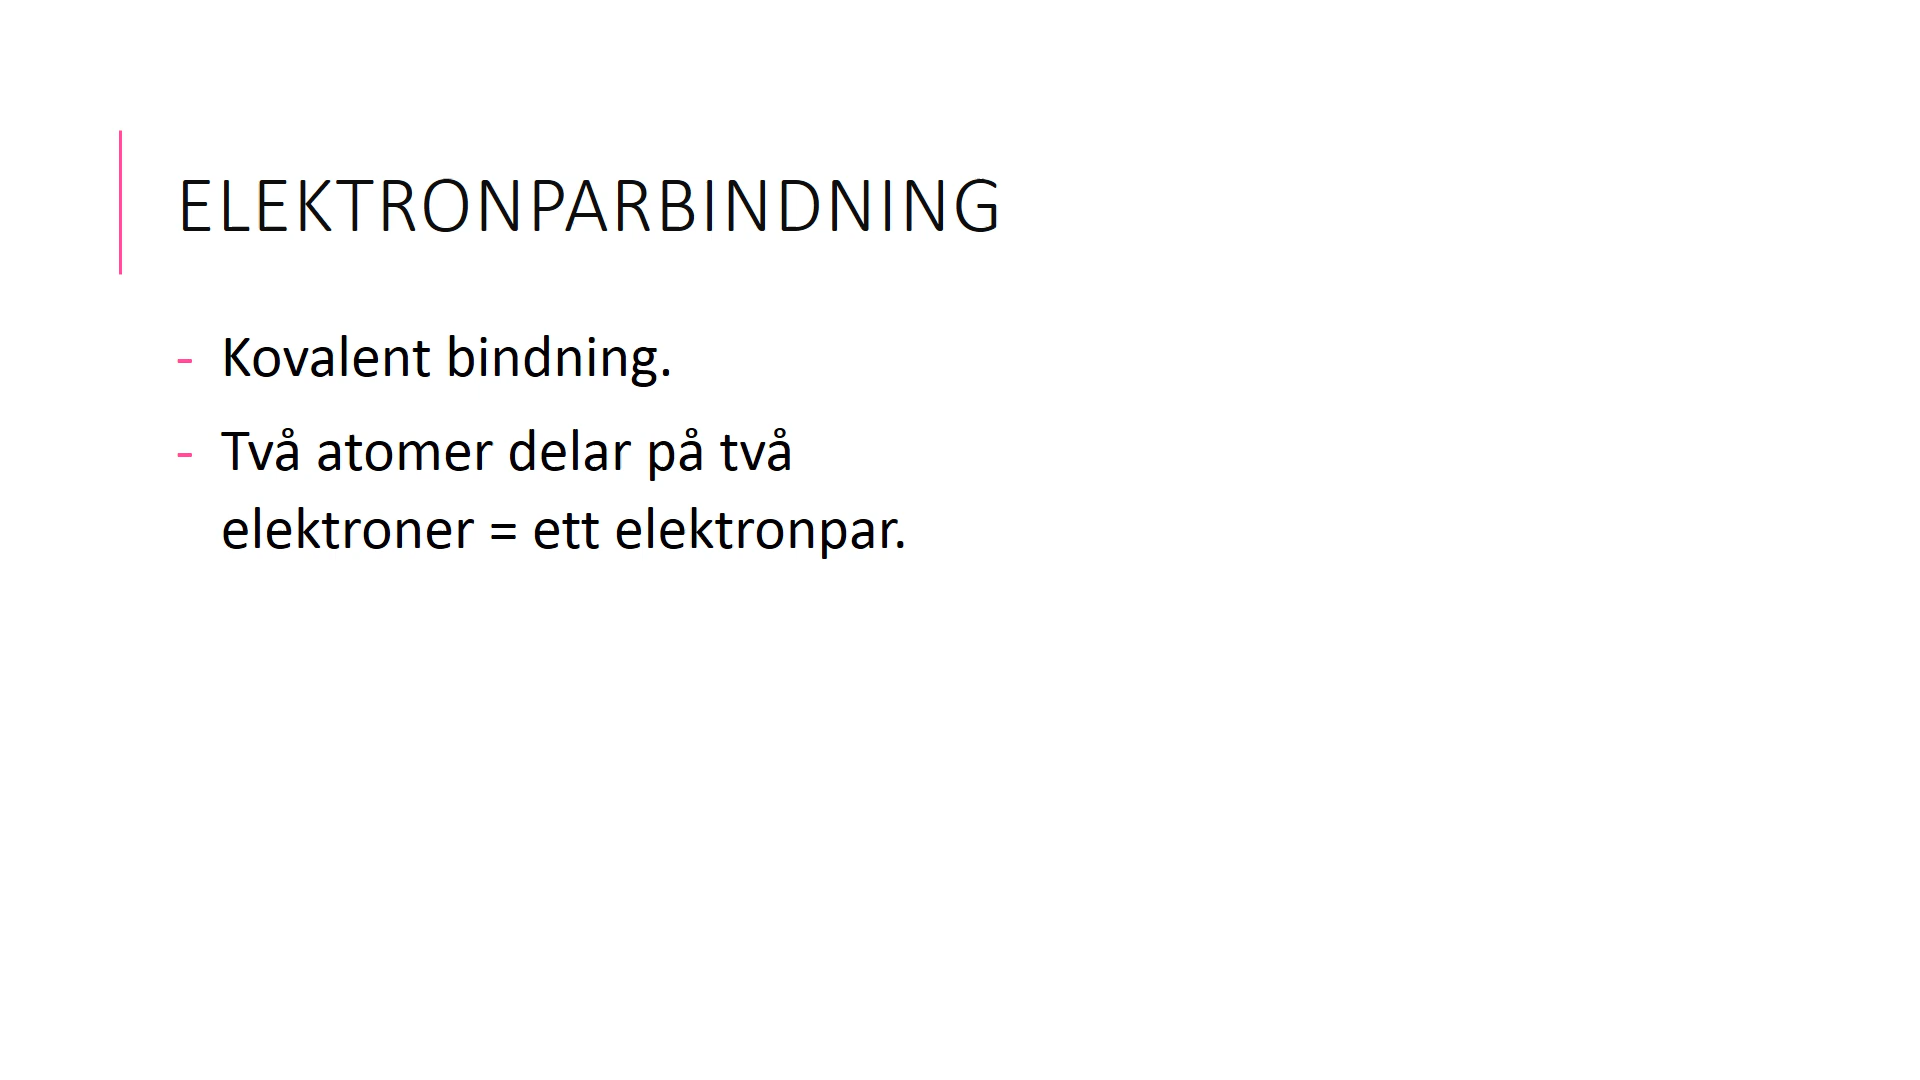 ELEKTRONPARBINDNING
- Kovalent bindning.
- Två atomer delar på två
elektroner = ett elektronpar.